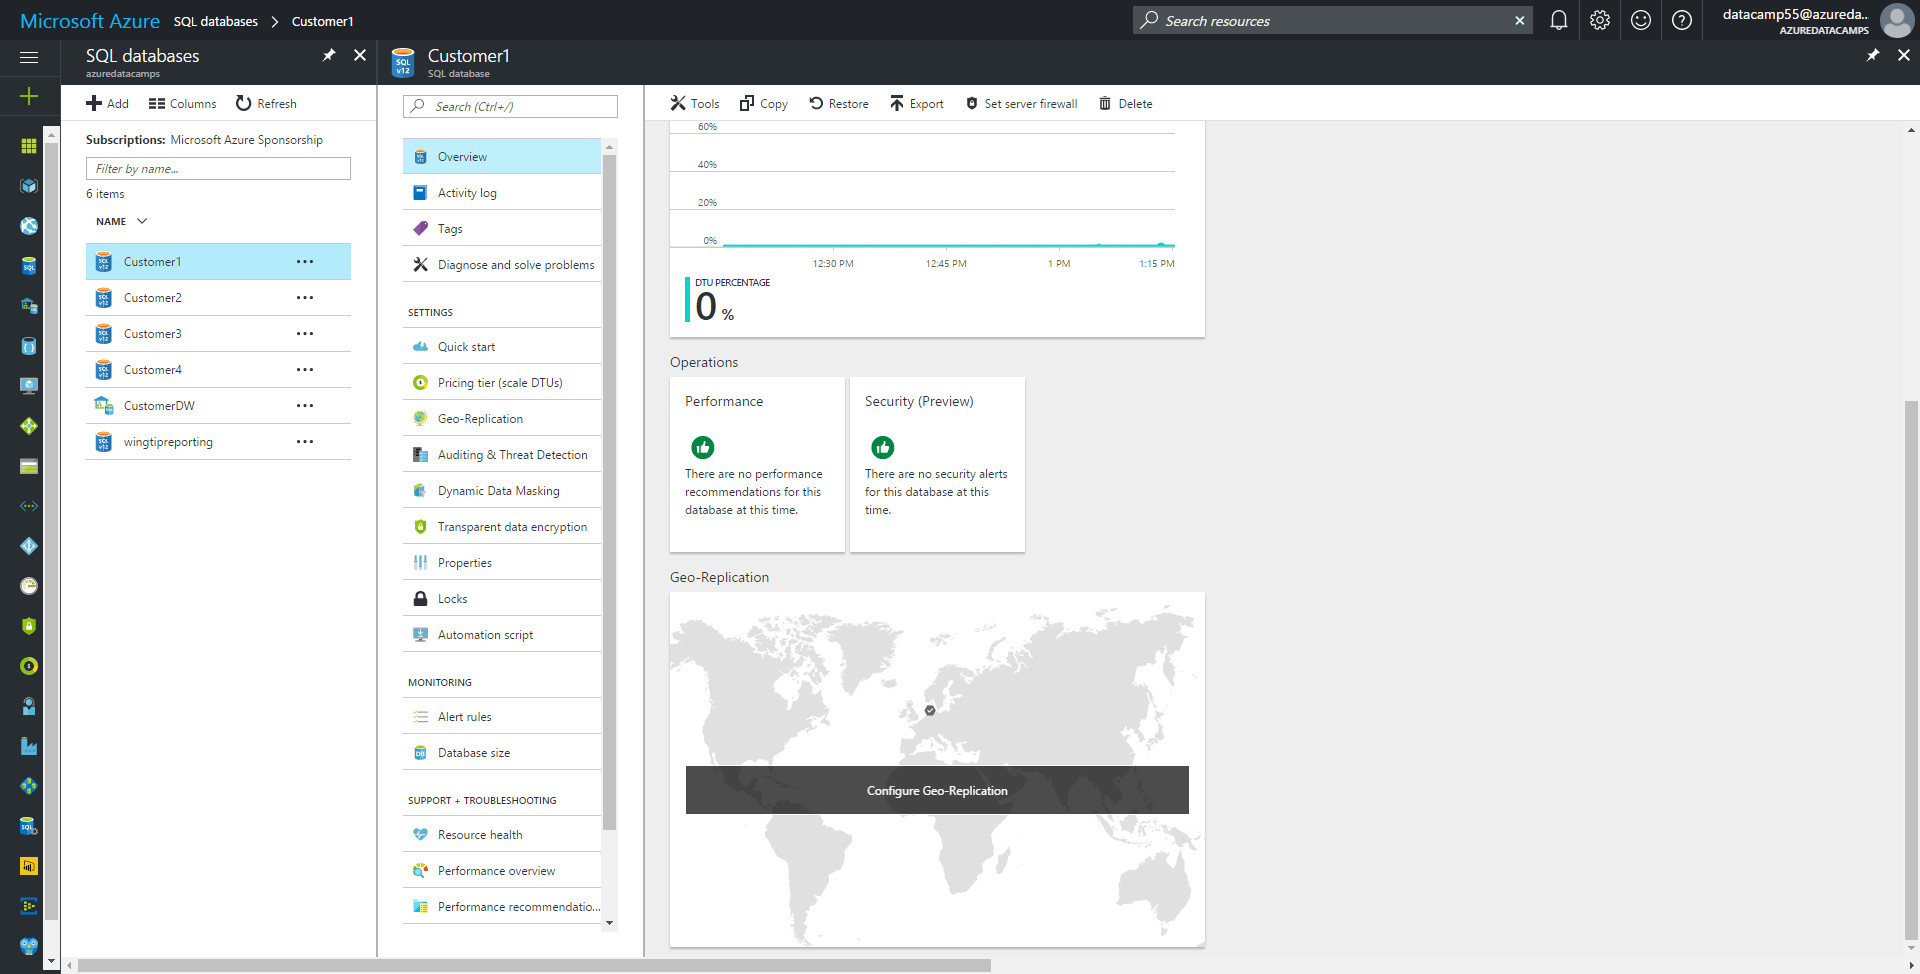 Microsoft Azure SQL databases > Customer1
Search resources
datacamp55@azureda...
AZUREDATACAMPS
SQL databases
azuredatacamps
Add Columns Refresh
Subscriptions: Microsoft Azure Sponsorship
Filter by name...
6 items
NAME
Customer1
Customer2
Customer3
Customer4
CustomerDW
wingtipreporting
Customer1
SQL database
Search (Ctrl+/)
Overview
Activity log
Tags
Diagnose and solve problems
SETTINGS
Quick start
Pricing tier (scale DTUs)
Geo-Replication
Auditing & Threat Detection
Dynamic Data Masking
Transparent data encryption
Properties
Locks
Automation script
MONITORING
Alert rules
Database size
SUPPORT + TROUBLESHOOTING
Resource health
Performance overview
Performance recommendatio...
Tools Copy Restore Export Set server firewall Delete
60%
40%
20%
0%
12:30 PM 12:45 PM 1 PM 1:15 PM
DTU PERCENTAGE
0 %
Operations
Performance
There are no performance
recommendations for this
database at this time.
Security (Preview)
There are no security alerts
for this database at this
time.
Geo-Replication
Configure Geo-Replication